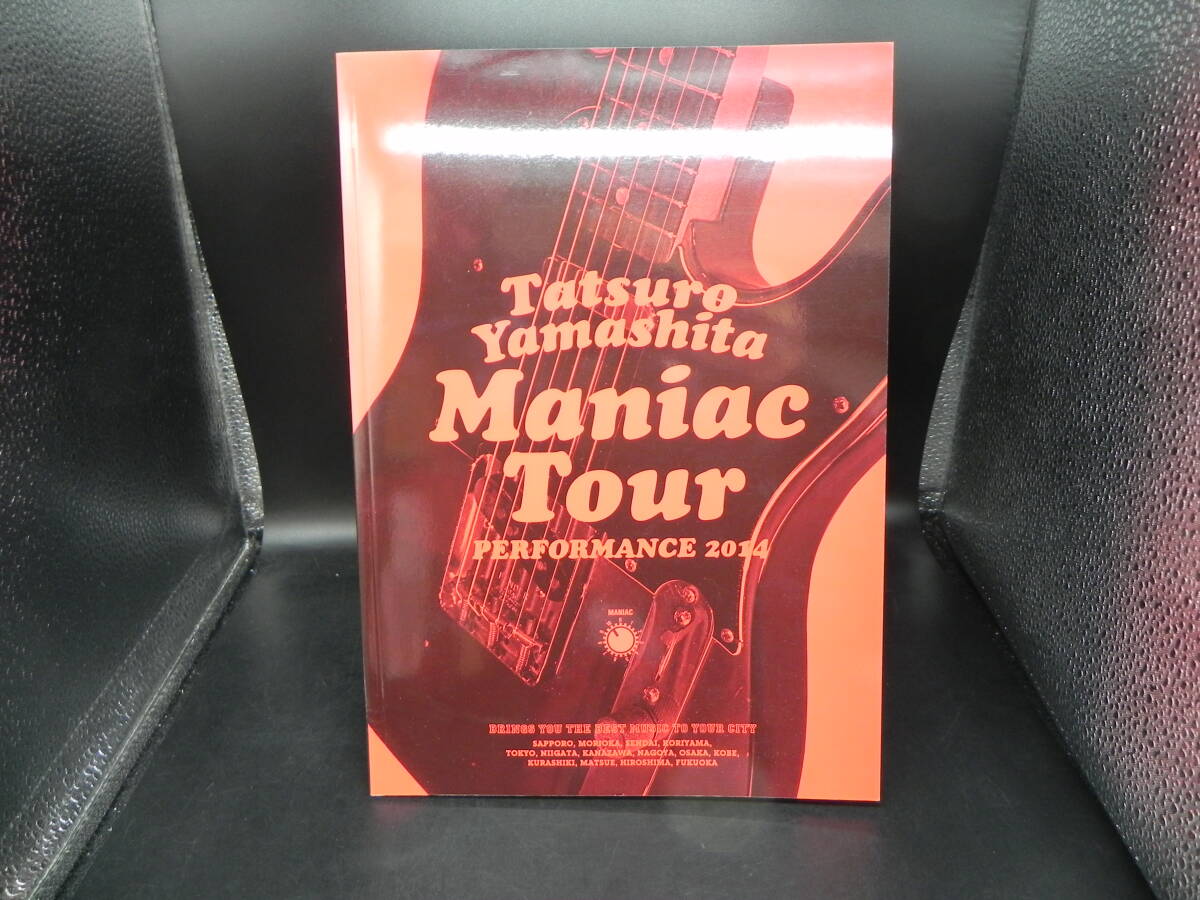 Tatsuro
Yamashita
Maniac
Tour
PERFORMANCE 2014
MANIAC
BRINGS YOU THE BEST MUSIC TO YOUR CITY
SAPPORO, MORIOKA, SENDAI, KORIYAMA,
TOKYO, NIIGATA, KANAZAWA, NAGOYA, OSAKA, KOBE,
KURASHIKI, MATSUE, HIROSHIMA, FUKUOKA